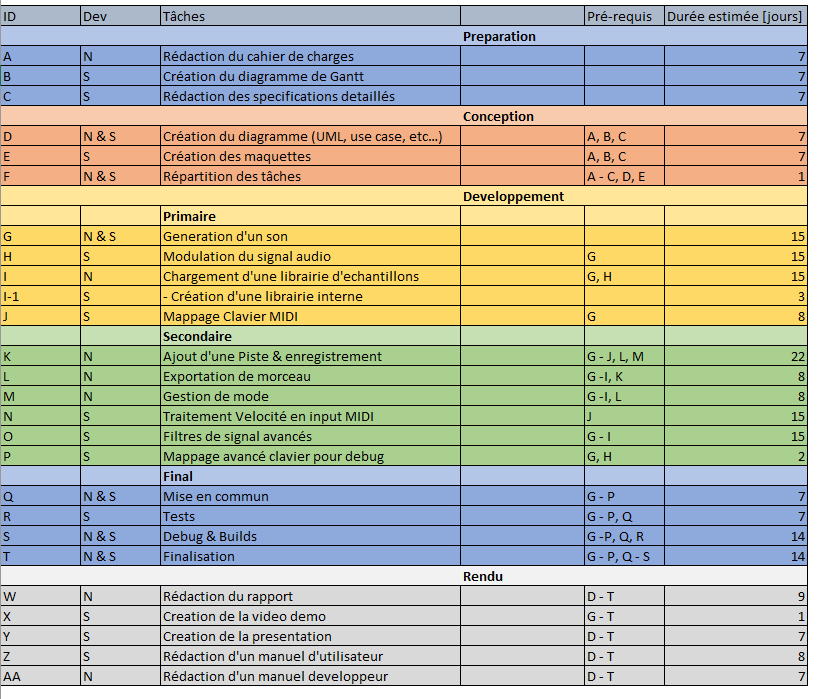 ID Dev Tâches Pré-requis Durée estimée [jours]
Preparation
A N Rédaction du cahier de charges 7
B S Création du diagramme de Gantt 7
C S Rédaction des specifications detaillés 7
Conception
D N & S Création du diagramme (UML, use case, etc...) A, B, C 7
E S Création des maquettes A, B, C 7
F N & S Répartition des tâches A - C, D, E 1
Developpement
Primaire
G N & S Generation d'un son 15
H S Modulation du signal audio G 15
I N Chargement d'une librairie d'echantillons G, H 15
I-1 S - Création d'une librairie interne 3
J S Mappage Clavier MIDI G 8
Secondaire
K N Ajout d'une Piste & enregistrement G - J, L, M 22
L N Exportation de morceau G -I, K 8
M N Gestion de mode G -I, L 8
N S Traitement Velocité en input MIDI J 15
O S Filtres de signal avancés G - I 15
P S Mappage avancé clavier pour debug G, H 2
Final
Q N & S Mise en commun G - P 7
R S Tests G - P, Q 7
S N & S Debug & Builds G -P, Q, R 14
T N & S Finalisation G - P, Q - S 14
Rendu
W N Rédaction du rapport D - T 9
X S Creation de la video demo G - T 1
Y S Creation de la presentation D - T 7
Z S Rédaction d'un manuel d'utilisateur D - T 8
AA N Rédaction d'un manuel developpeur D - T 7